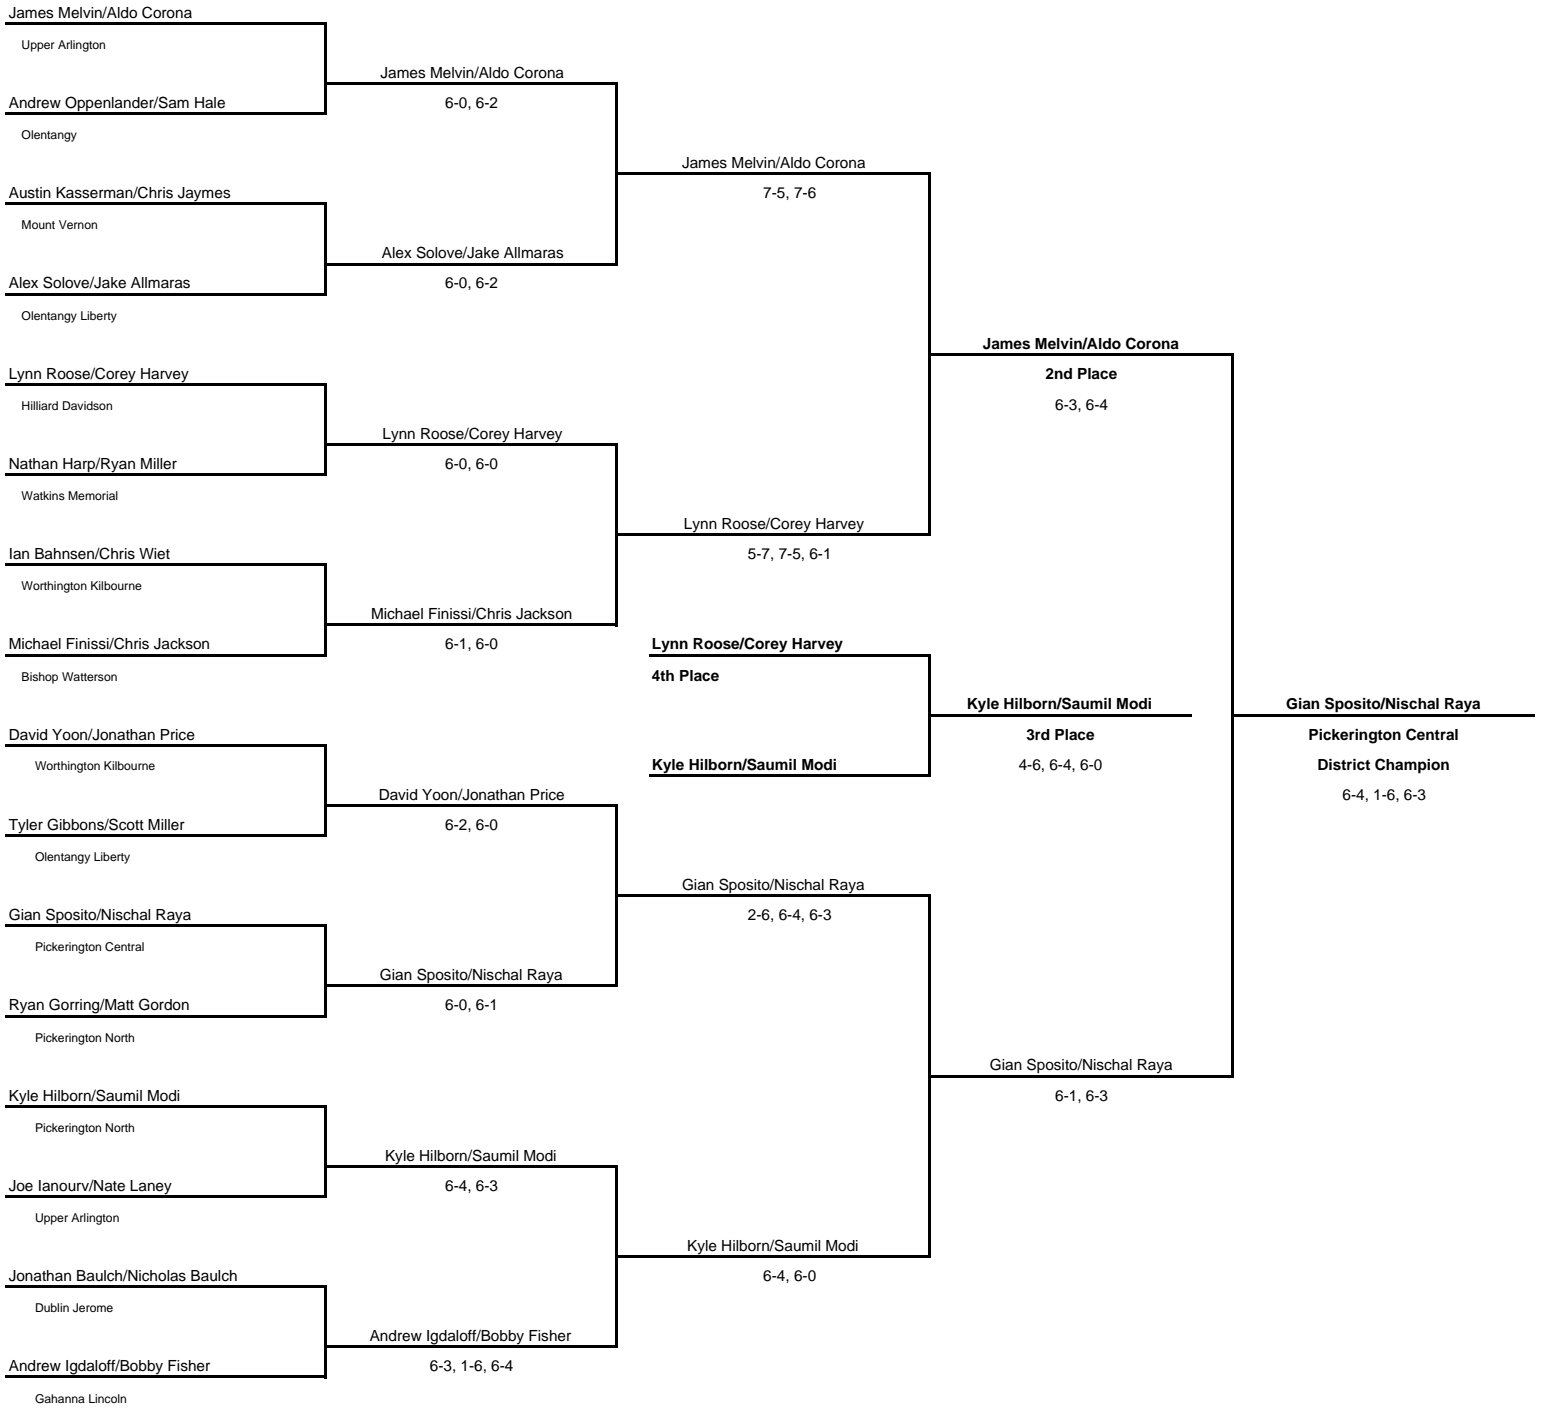 James Melvin/Aldo Corona
Upper Arlington
James Melvin/Aldo Corona
Andrew Oppenlander/Sam Hale
6-0, 6-2
Olentangy
James Melvin/Aldo Corona
Austin Kasserman/Chris Jaymes
7-5, 7-6
Mount Vernon
Alex Solove/Jake Allmaras
Alex Solove/Jake Allmaras
6-0, 6-2
Olentangy Liberty
James Melvin/Aldo Corona
Lynn Roose/Corey Harvey
2nd Place
Hilliard Davidson
6-3, 6-4
Lynn Roose/Corey Harvey
Nathan Harp/Ryan Miller
6-0, 6-0
Watkins Memorial
Lynn Roose/Corey Harvey
Ian Bahnsen/Chris Wiet
5-7, 7-5, 6-1
Worthington Kilbourne
Michael Finissi/Chris Jackson
Michael Finissi/Chris Jackson
6-1, 6-0
Lynn Roose/Corey Harvey
Bishop Watterson
4th Place
Kyle Hilborn/Saumil Modi
Gian Sposito/Nischal Raya
David Yoon/Jonathan Price
3rd Place
Pickerington Central
Worthington Kilbourne
Kyle Hilborn/Saumil Modi
4-6, 6-4, 6-0
District Champion
David Yoon/Jonathan Price
6-4, 1-6, 6-3
Tyler Gibbons/Scott Miller
6-2, 6-0
Olentangy Liberty
Gian Sposito/Nischal Raya
Gian Sposito/Nischal Raya
2-6, 6-4, 6-3
Pickerington Central
Gian Sposito/Nischal Raya
Ryan Gorring/Matt Gordon
6-0, 6-1
Pickerington North
Gian Sposito/Nischal Raya
Kyle Hilborn/Saumil Modi
6-1, 6-3
Pickerington North
Kyle Hilborn/Saumil Modi
Joe Ianourv/Nate Laney
6-4, 6-3
Upper Arlington
Kyle Hilborn/Saumil Modi
Jonathan Baulch/Nicholas Baulch
6-4, 6-0
Dublin Jerome
Andrew Igdaloff/Bobby Fisher
Andrew Igdaloff/Bobby Fisher
6-3, 1-6, 6-4
Gahanna Lincoln